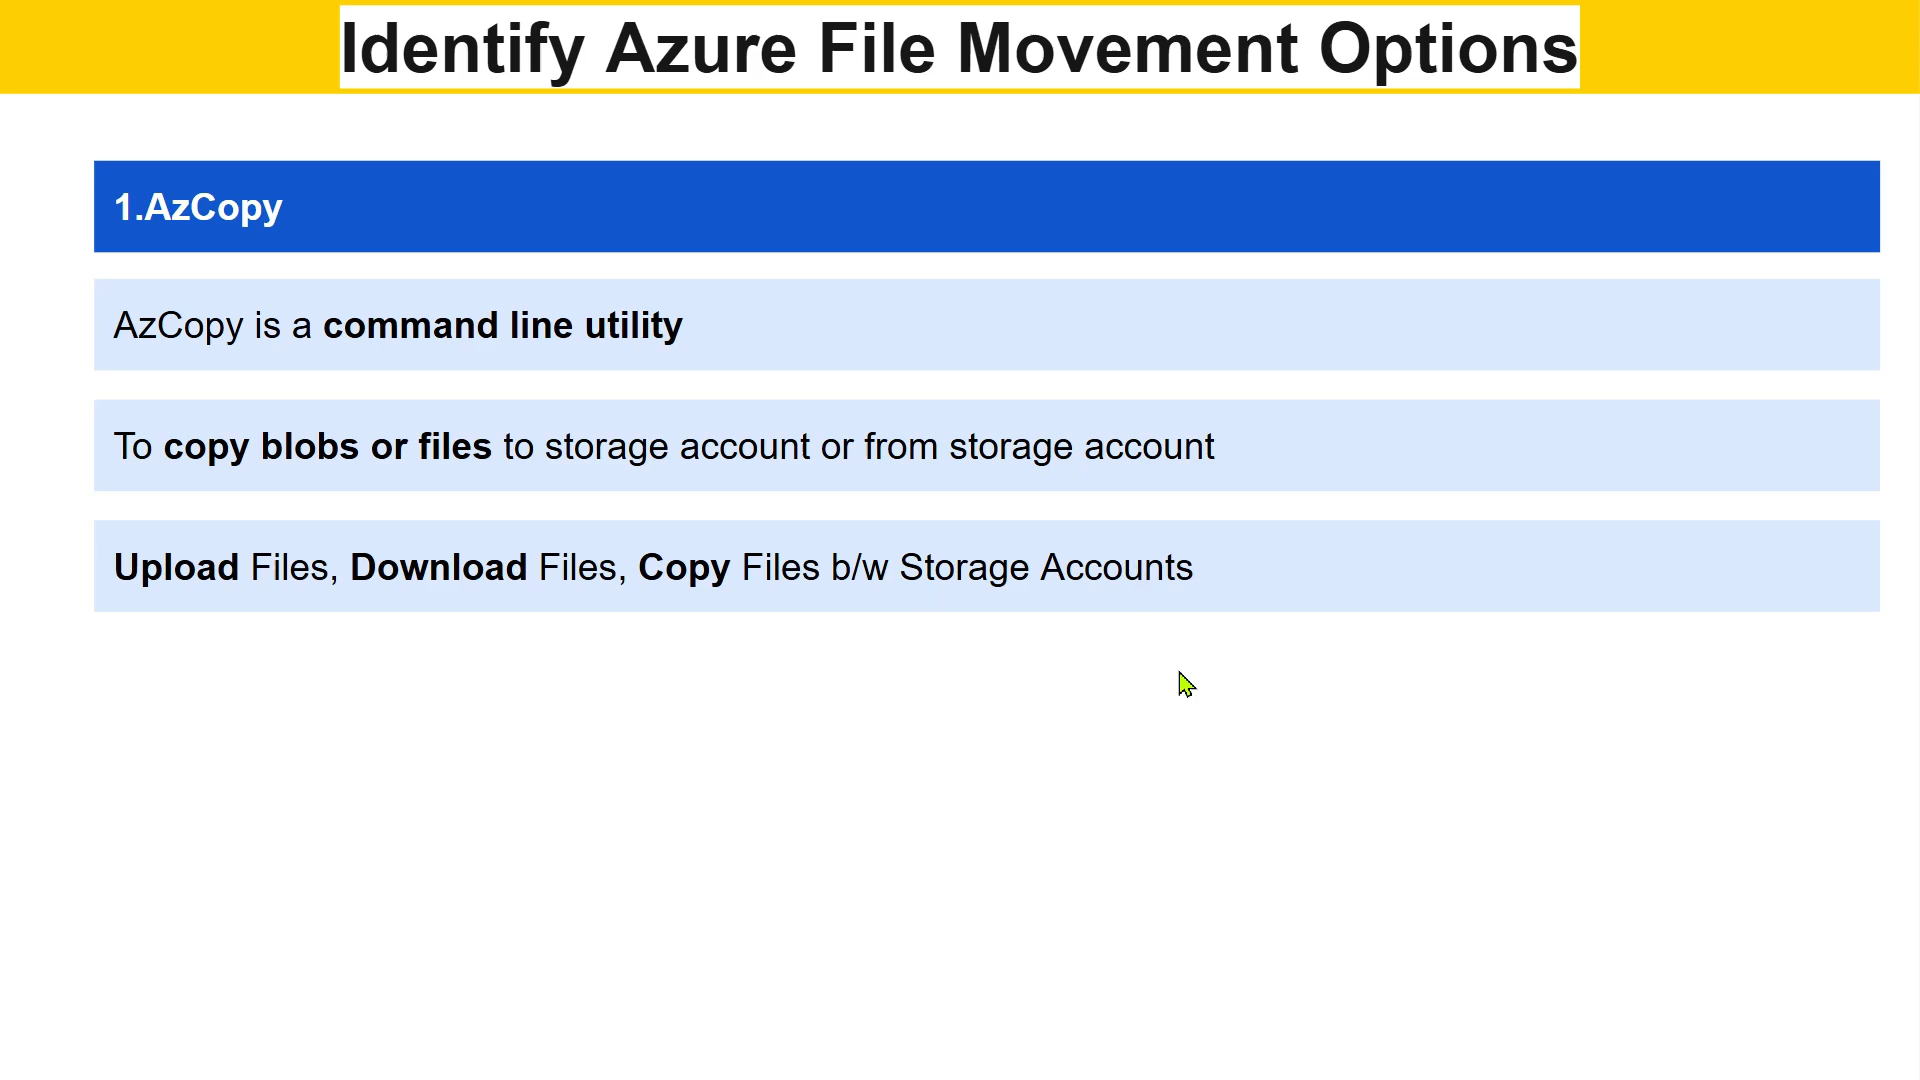 Identify Azure File Movement Options
1.AzCopy
AzCopy is a command line utility
To copy blobs or files to storage account or from storage account
Upload Files, Download Files, Copy Files b/w Storage Accounts